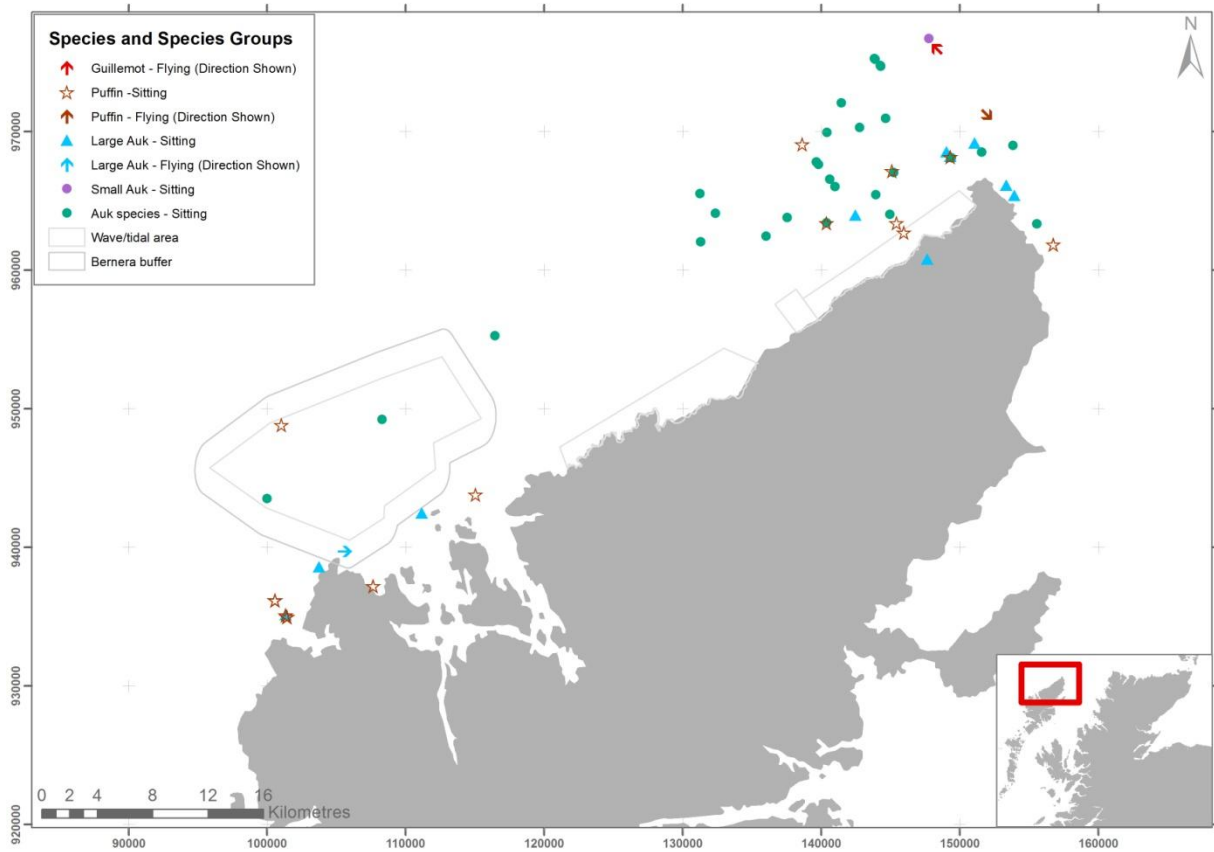 Species and Species Groups
Guillemot - Flying (Direction Shown)
Puffin -Sitting
Puffin - Flying (Direction Shown)
Large Auk - Sitting
Large Auk - Flying (Direction Shown)
Small Auk - Sitting
Auk species - Sitting
Wave/tidal area
Bernera buffer
N
970000
960000
950000
940000
930000
920000
0 2 4 8 12 16
Kilometres
90000 100000 110000 120000 130000 140000 150000 160000